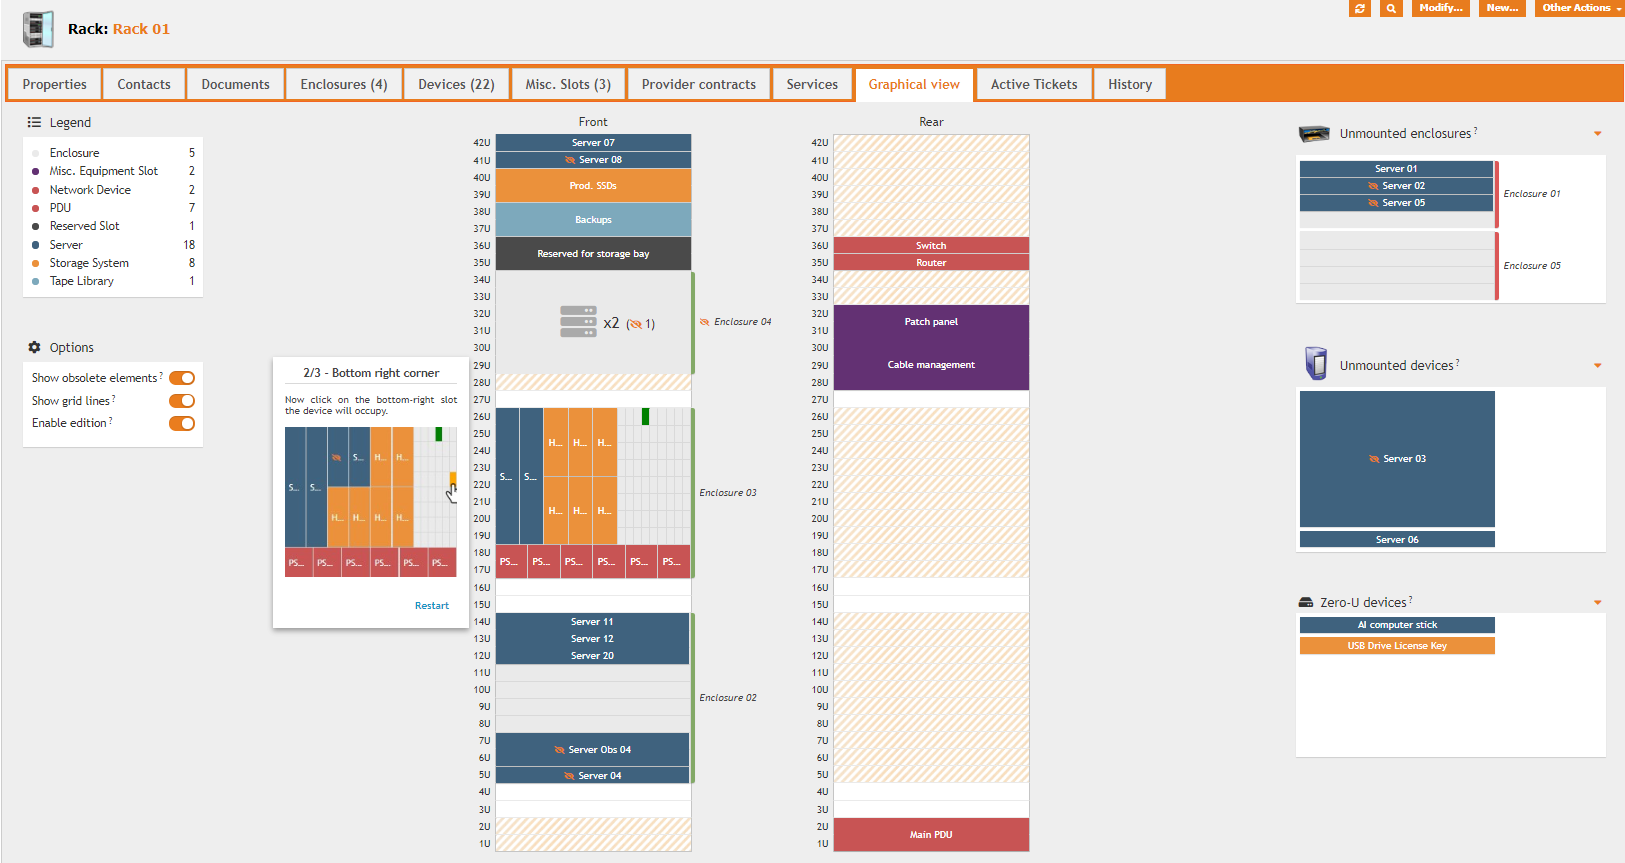 Rack: Rack 01
Modify... New... Other Actions
Properties Contacts Documents Enclosures (4) Devices (22) Misc. Slots (3) Provider contracts Services Graphical view Active Tickets History
Legend
Enclosure 5
Misc. Equipment Slot 2
Network Device 2
PDU 7
Reserved Slot 1
Server 18
Storage System 8
Tape Library 1
Options
Show obsolete elements?
Show grid lines?
Enable edition?
2/3 - Bottom right corner
Now click on the bottom-right slot
the device will occupy.
S... H... H...
S... S...
H... H... H... H...
PS... PS... PS... PS... PS... PS...
Restart
Front
42U Server 07
41U Server 08
40U
Prod. SSDs
39U
38U
Backups
37U
36U
Reserved for storage bay
35U
34U
33U
32U
x2 (1) Enclosure 04
31U
30U
29U
28U
27U
26U
25U
H... H... H...
24U
23U
22U S... S... Enclosure 03
21U
20U H... H... H...
19U
18U
PS... PS... PS... PS... PS... PS...
17U
16U
15U
14U Server 11
13U Server 12
12U Server 20
11U
10U
9U Enclosure 02
8U
7U
Server Obs 04
6U
5U Server 04
4U
3U
2U
1U
Rear
42U
41U
40U
39U
38U
37U
36U Switch
35U Router
34U
33U
32U
Patch panel
31U
30U
29U Cable management
28U
27U
26U
25U
24U
23U
22U
21U
20U
19U
18U
17U
16U
15U
14U
13U
12U
11U
10U
9U
8U
7U
6U
5U
4U
3U
2U
Main PDU
1U
Unmounted enclosures?
Server 01
Server 02
Enclosure 01
Server 05
Enclosure 05
Unmounted devices?
Server 03
Server 06
Zero-U devices?
AI computer stick
USB Drive License Key